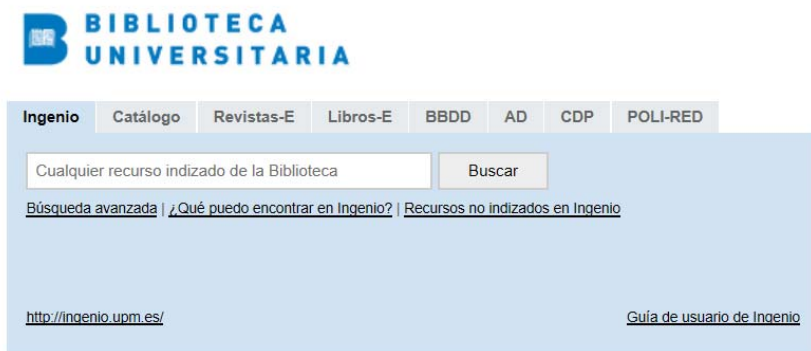 BIBLIOTECA
UNIVERSITARIA
Ingenio Catálogo Revistas-E Libros-E BBDD AD CDP POLI-RED
Cualquier recurso indizado de la Biblioteca Buscar
Búsqueda avanzada | ¿Qué puedo encontrar en Ingenio? | Recursos no indizados en Ingenio
http://ingenio.upm.es/ Guía de usuario de Ingenio